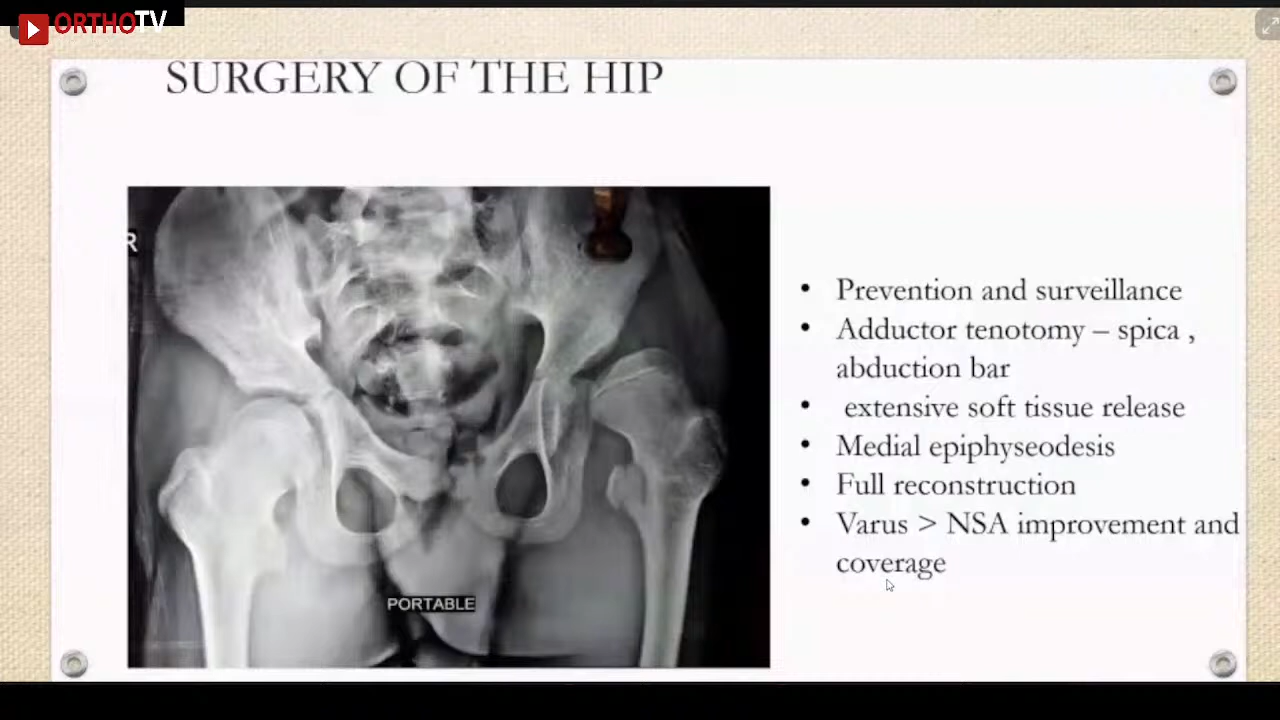 ORTHOTV
SURGERY OF THE HIP
R
PORTABLE
• Prevention and surveillance
• Adductor tenotomy – spica ,
abduction bar
• extensive soft tissue release
• Medial epiphyseodesis
• Full reconstruction
• Varus > NSA improvement and
coverage